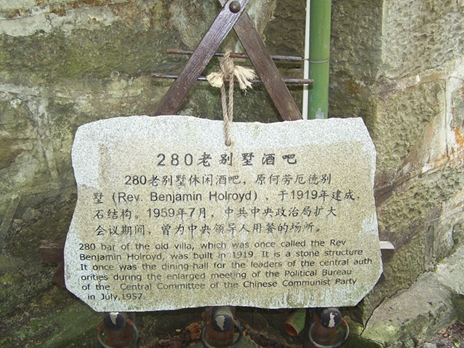 280老别墅酒吧
280老别墅休闲酒吧，原何劳厄德别
墅（Rev. Benjamin Holroyd）、于1919年建成、
石结构。1959年7月，中共中央政治局扩大
会议期间，曾为中央领导人用餐的场所。
280 bar of the old villa, which was once called the Rev
Benjamin Holroyd, was built in 1919. It is a stone structure
It once was the dining-hall for the leaders of the central auth
orities during the enlarged meeting of the Political Bureau
of the Central Committee of the Chinese Communist Party
in July,1957.